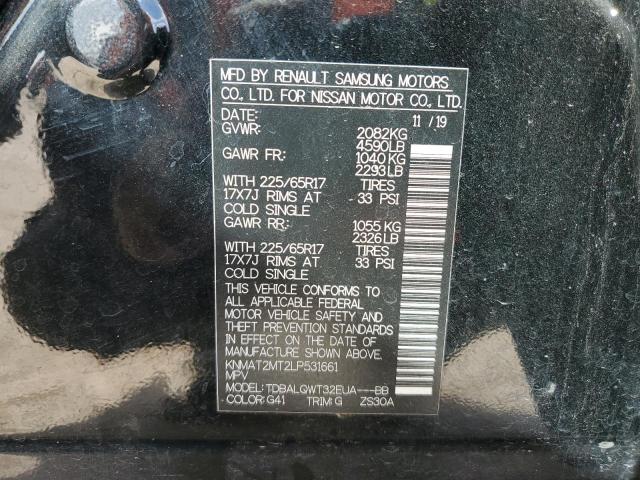 MFD BY RENAULT SAMSUNG MOTORS
CO., LTD. FOR NISSAN MOTOR CO., LTD.
DATE: 11 / 19
GVWR: 2082KG
4590LB
GAWR FR: 1040 KG
2293 LB
WITH 225/65R17 TIRES
17X7J RIMS AT 33 PSI
COLD SINGLE
GAWR RR: 1055 KG
2326LB
WITH 225/65R17 TIRES
17X7J RIMS AT 33 PSI
COLD SINGLE
THIS VEHICLE CONFORMS TO
ALL APPLICABLE FEDERAL
MOTOR VEHICLE SAFETY AND
THEFT PREVENTION STANDARDS
IN EFFECT ON THE DATE OF
MANUFACTURE SHOWN ABOVE.
KNMAT2MT2LP531661
MPV
MODEL: TDBALQWT32EUA---BB
COLOR: G41 TRIM: G ZS30A